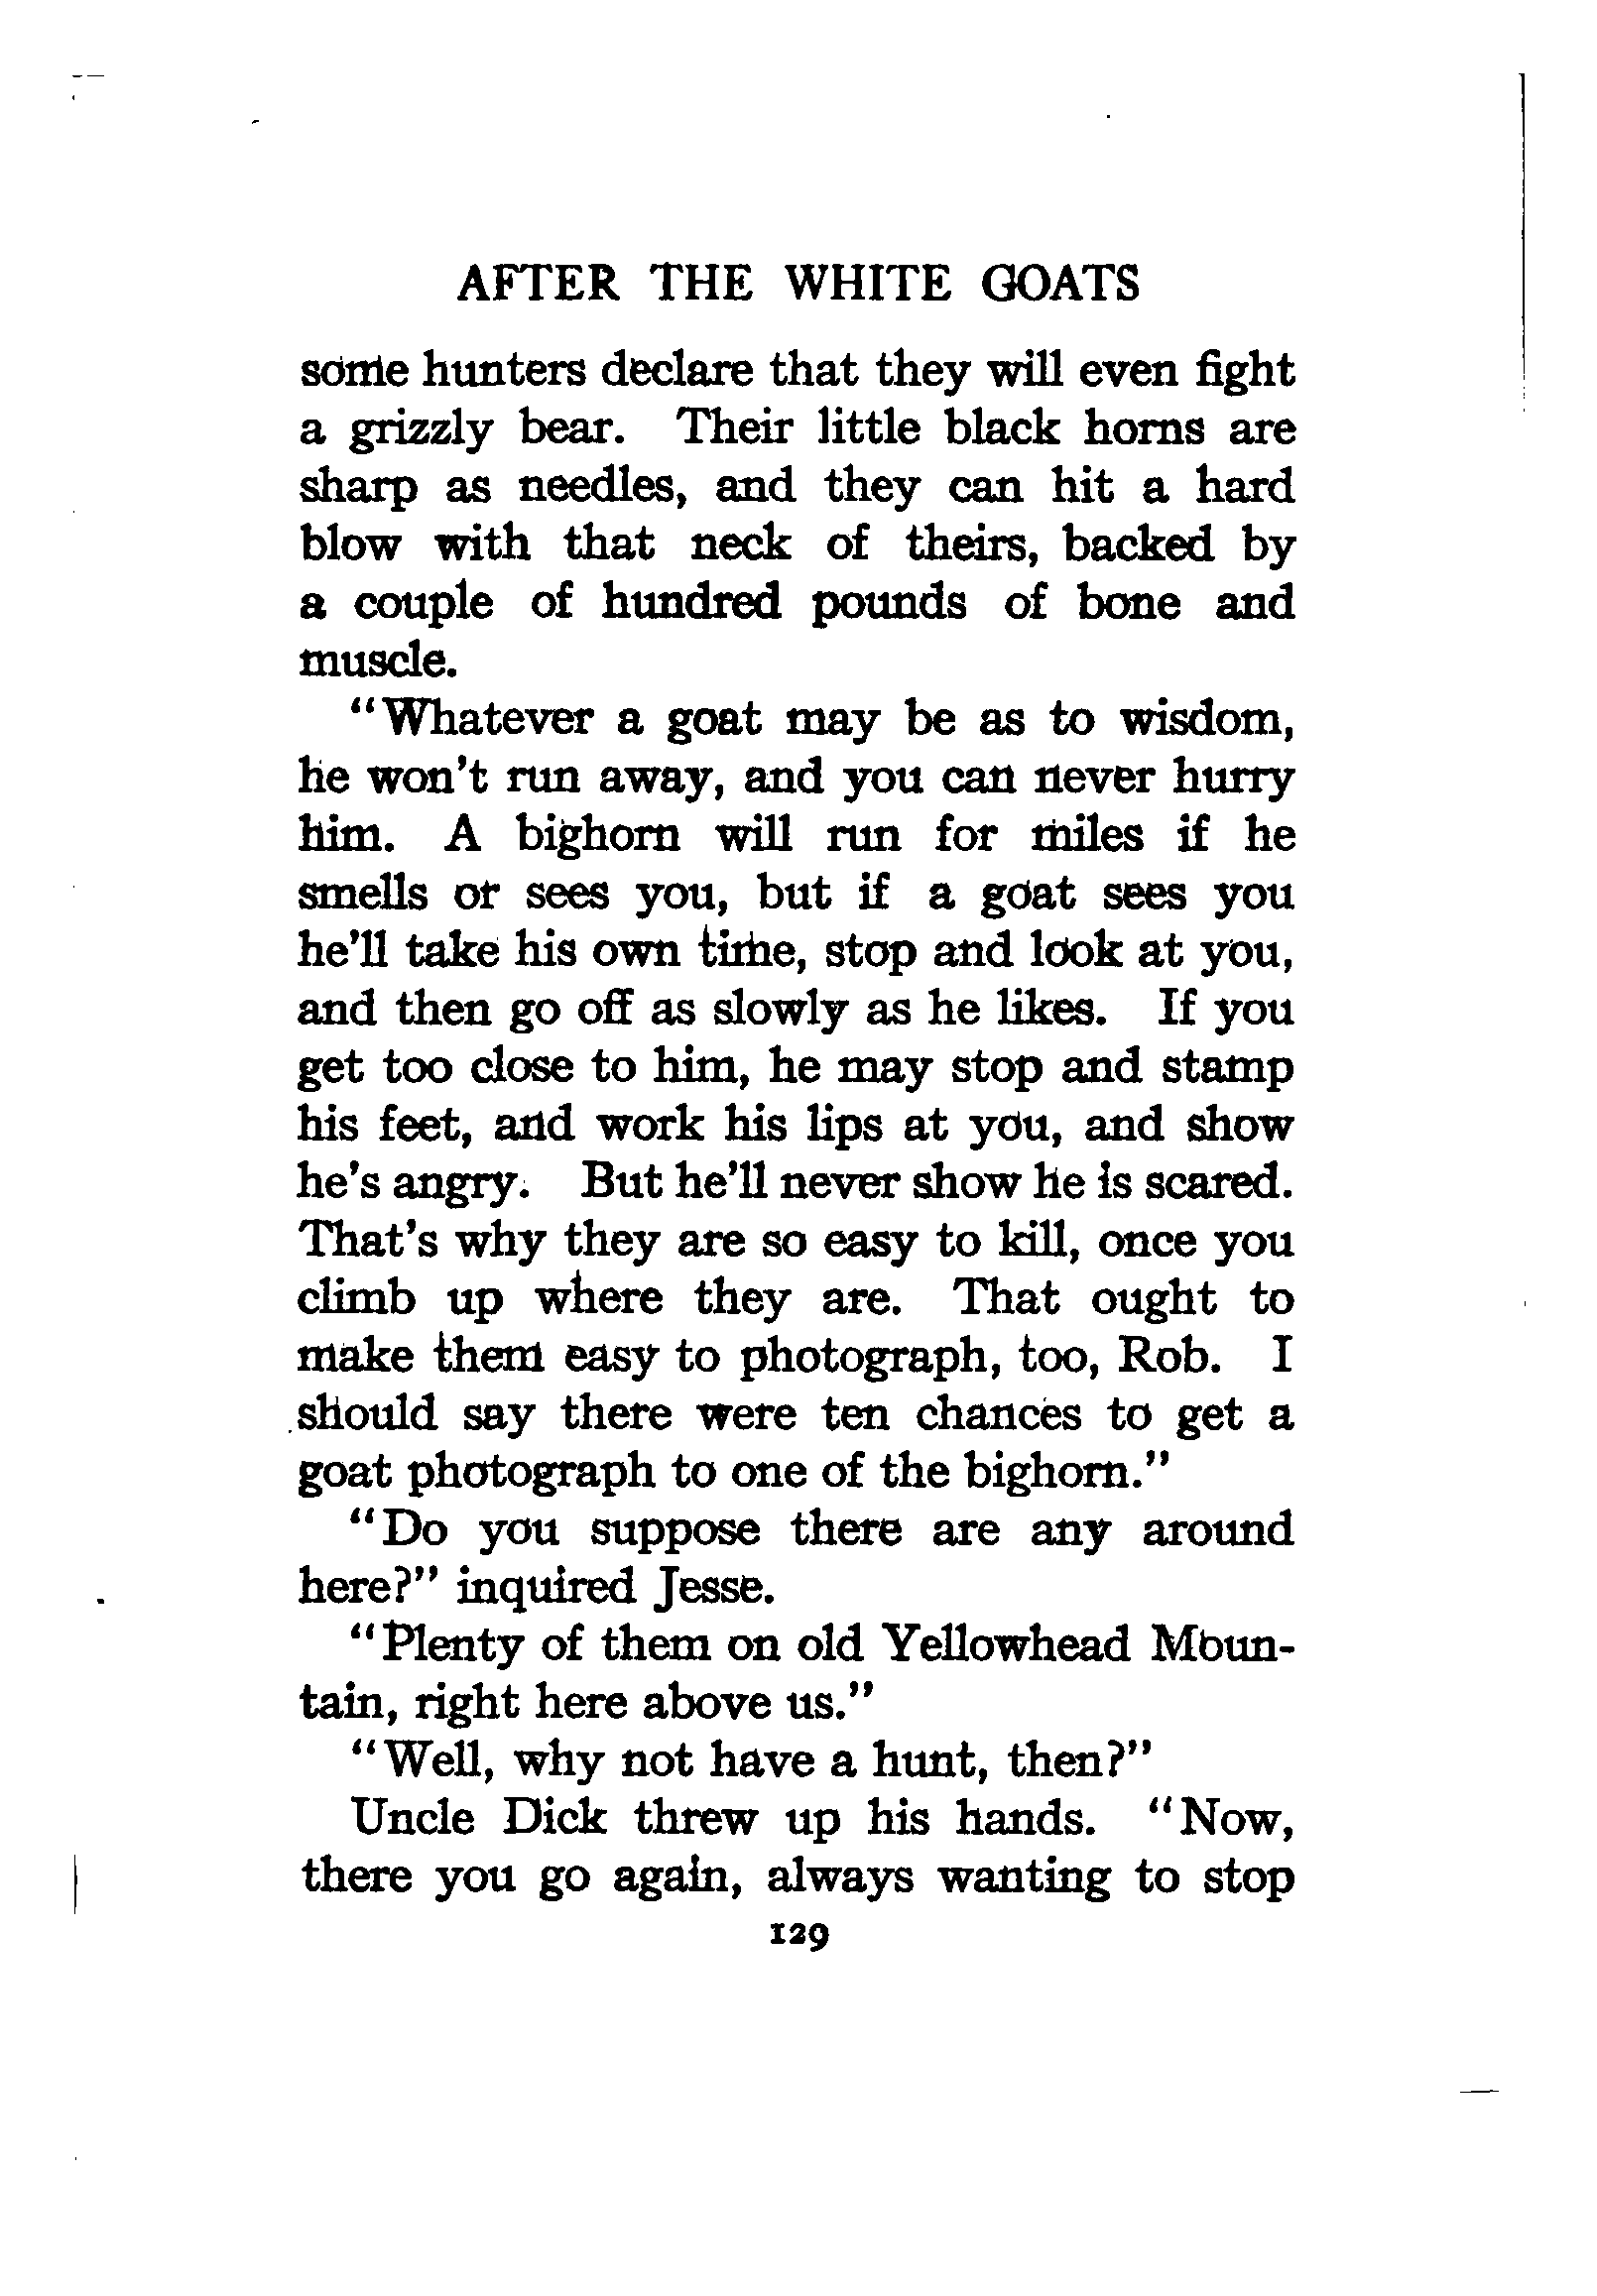 AFTER THE WHITE GOATS
some hunters declare that they will even fight
a grizzly bear. Their little black horns are
sharp as needles, and they can hit a hard
blow with that neck of theirs, backed by
a couple of hundred pounds of bone and
muscle.
“Whatever a goat may be as to wisdom,
he won't run away, and you can never hurry
him. A bighorn will run for miles if he
smells or sees you, but if a goat sees you
he'll take his own time, stop and look at you,
and then go off as slowly as he likes. If you
get too close to him, he may stop and stamp
his feet, and work his lips at you, and show
he's angry. But he'll never show he is scared.
That's why they are so easy to kill, once you
climb up where they are. That ought to
make them easy to photograph, too, Rob. I
should say there were ten chances to get a
goat photograph to one of the bighorn.”
“Do you suppose there are any around
here?” inquired Jesse.
“Plenty of them on old Yellowhead Moun-
tain, right here above us.”
“Well, why not have a hunt, then?”
Uncle Dick threw up his hands. “Now,
there you go again, always wanting to stop
129